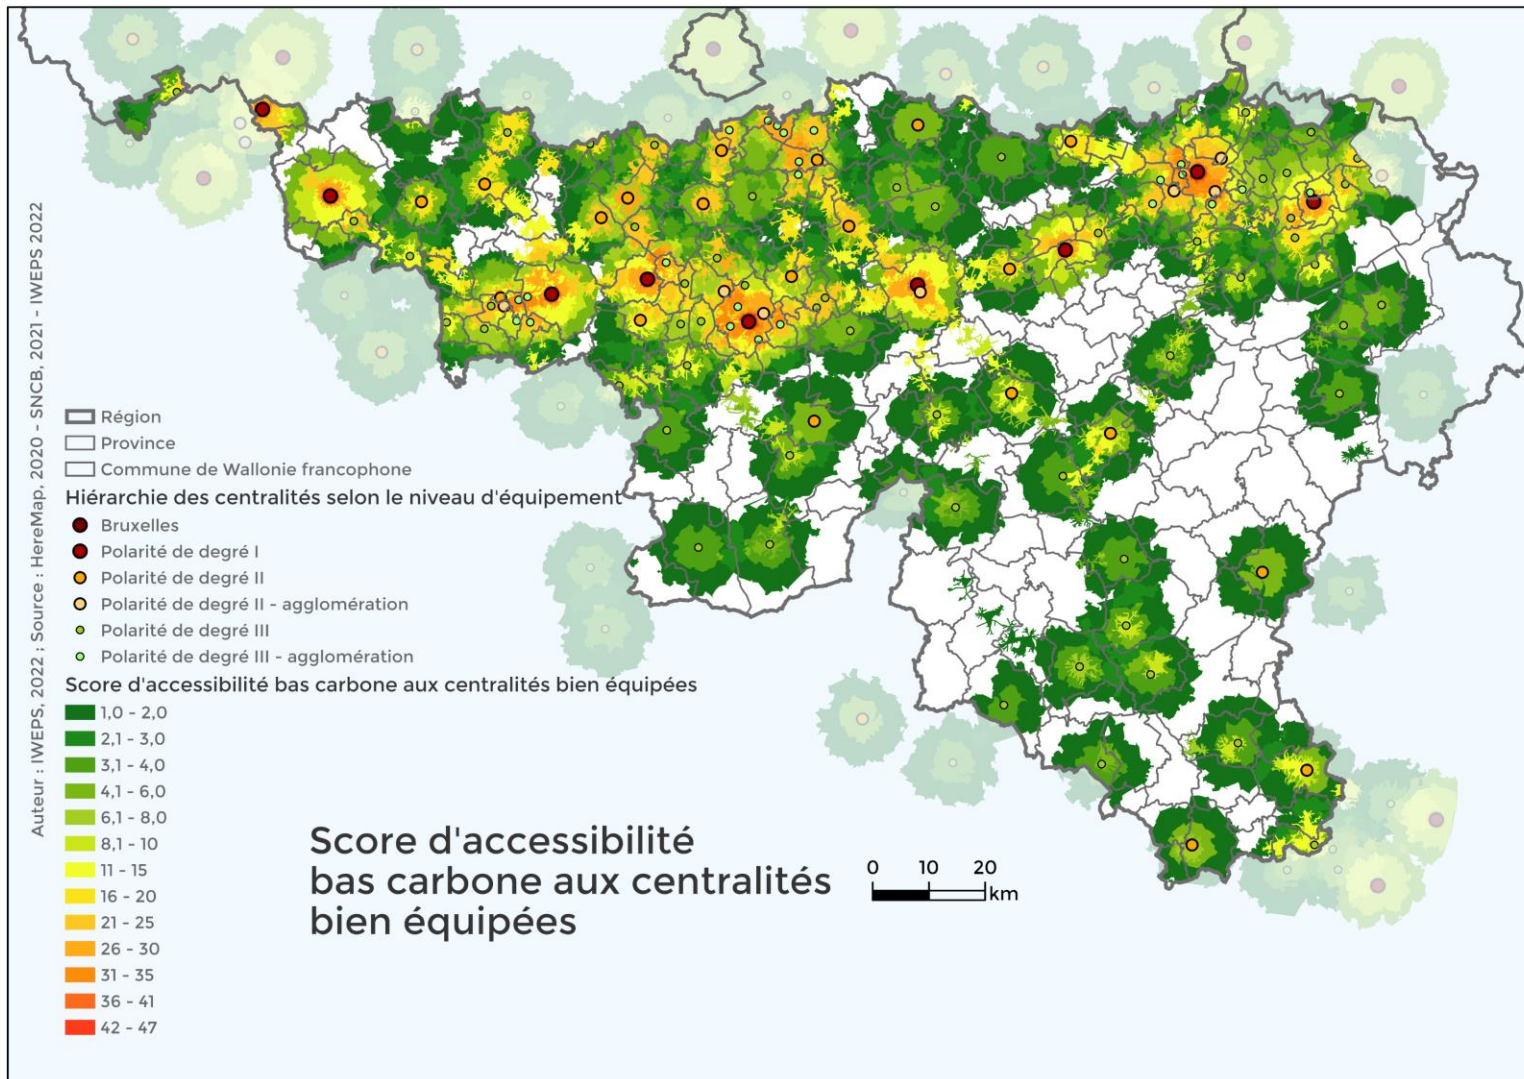 Auteur : IWEPS, 2022 ; Source : HereMap, 2020 - SNCB, 2021 - IWEPS 2022
Région
Province
Commune de Wallonie francophone
Hiérarchie des centralités selon le niveau d'équipement
Bruxelles
Polarité de degré I
Polarité de degré II
Polarité de degré II - agglomération
Polarité de degré III
Polarité de degré III - agglomération
Score d'accessibilité bas carbone aux centralités bien équipées
1,0 - 2,0
2,1 - 3,0
3,1 - 4,0
4,1 - 6,0
6,1 - 8,0
8,1 - 10
11 - 15
16 - 20
21 - 25
26 - 30
31 - 35
36 - 41
42 - 47
Score d'accessibilité
bas carbone aux centralités
bien équipées
0 10 20
km